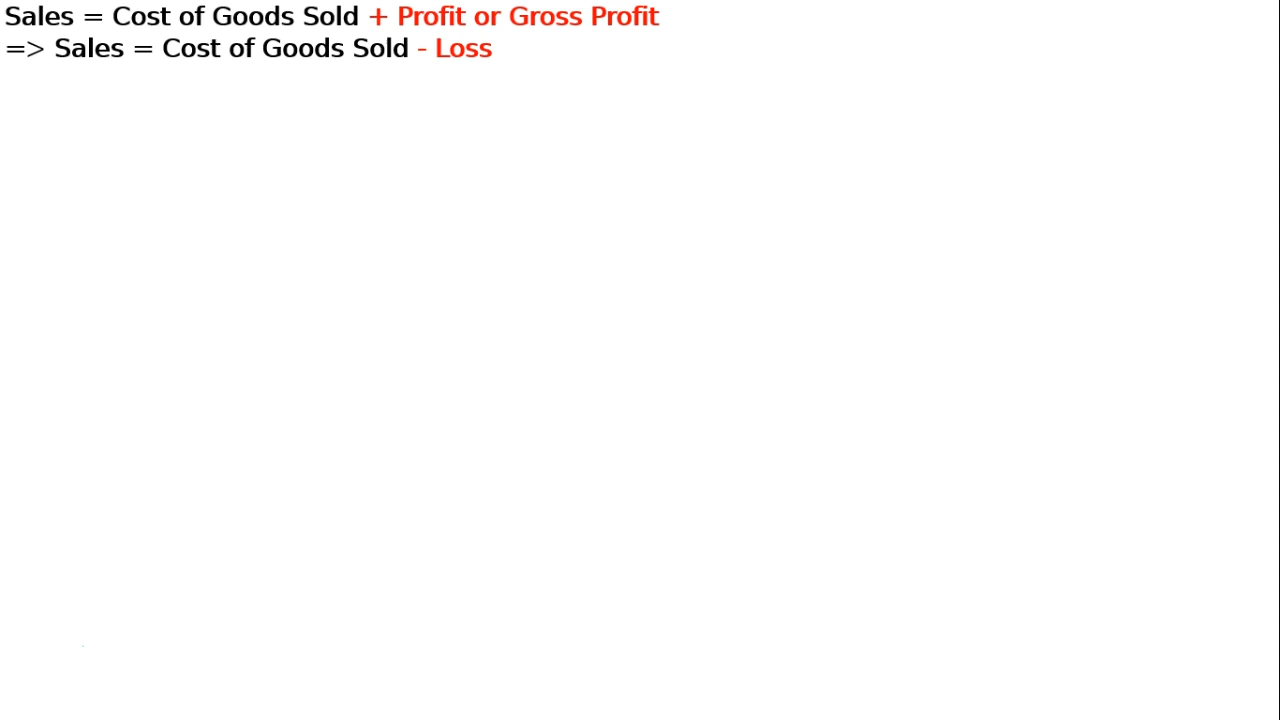 Sales = Cost of Goods Sold + Profit or Gross Profit
=> Sales = Cost of Goods Sold - Loss